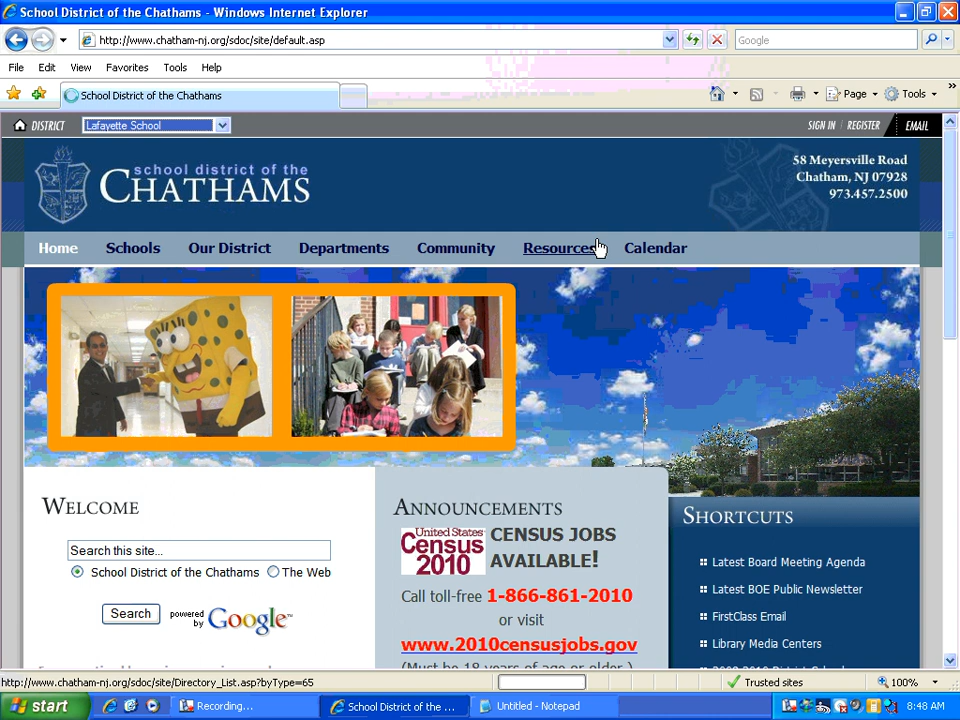 School District of the Chathams - Windows Internet Explorer
http://www.chatham-nj.org/sdoc/site/default.asp
Google
File Edit View Favorites Tools Help
School District of the Chathams
Page Tools
DISTRICT Lafayette School SIGN IN | REGISTER EMAIL
school district of the
CHATHAMS
58 Meyersville Road
Chatham, NJ 07928
973.457.2500
Home Schools Our District Departments Community Resources Calendar
WELCOME
Search this site...
School District of the Chathams The Web
Search powered by Google™
ANNOUNCEMENTS
United States
Census
2010
CENSUS JOBS
AVAILABLE!
Call toll-free 1-866-861-2010
or visit
www.2010censusjobs.gov
(Must be 18 years of age or older.)
SHORTCUTS
Latest Board Meeting Agenda
Latest BOE Public Newsletter
FirstClass Email
Library Media Centers
http://www.chatham-nj.org/sdoc/site/Directory_List.asp?byType=65
Trusted sites
100%
start
Recording...
School District of the ...
Untitled - Notepad
8:48 AM